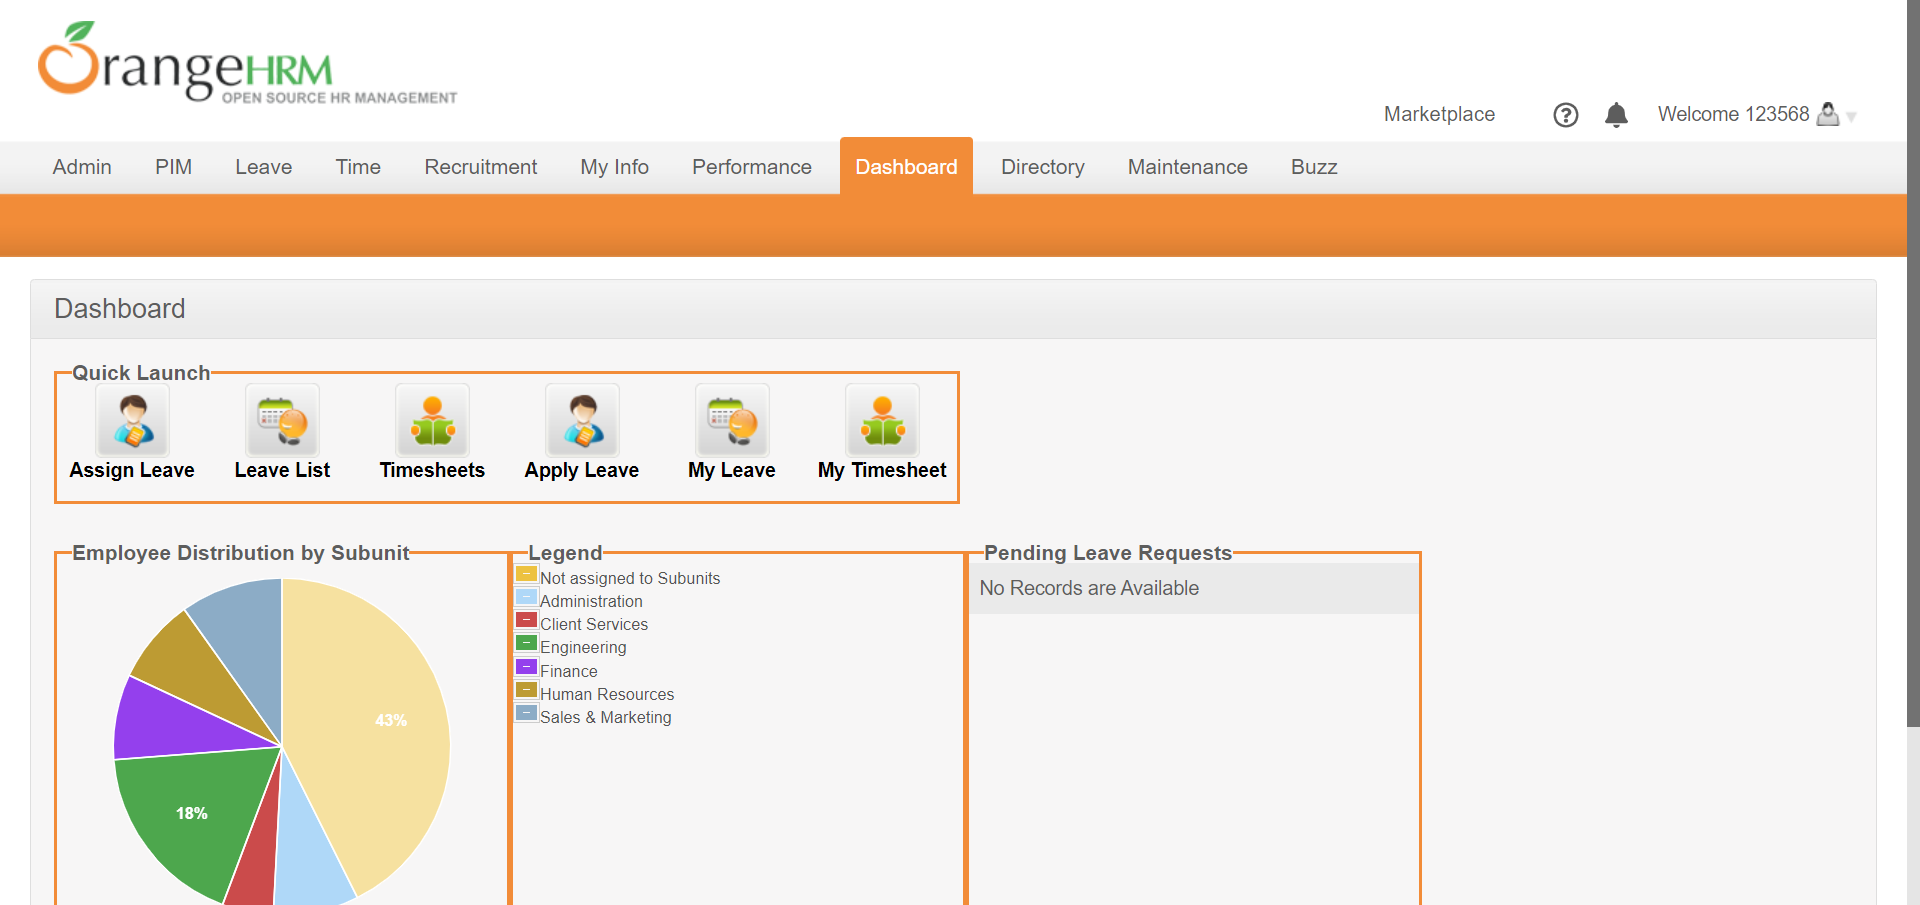 OrangeHRM
OPEN SOURCE HR MANAGEMENT
Marketplace
?
Welcome 123568
Admin PIM Leave Time Recruitment My Info Performance Dashboard Directory Maintenance Buzz
Dashboard
Quick Launch
Assign Leave Leave List Timesheets Apply Leave My Leave My Timesheet
Employee Distribution by Subunit
43%
18%
Legend
Not assigned to Subunits
Administration
Client Services
Engineering
Finance
Human Resources
Sales & Marketing
Pending Leave Requests
No Records are Available